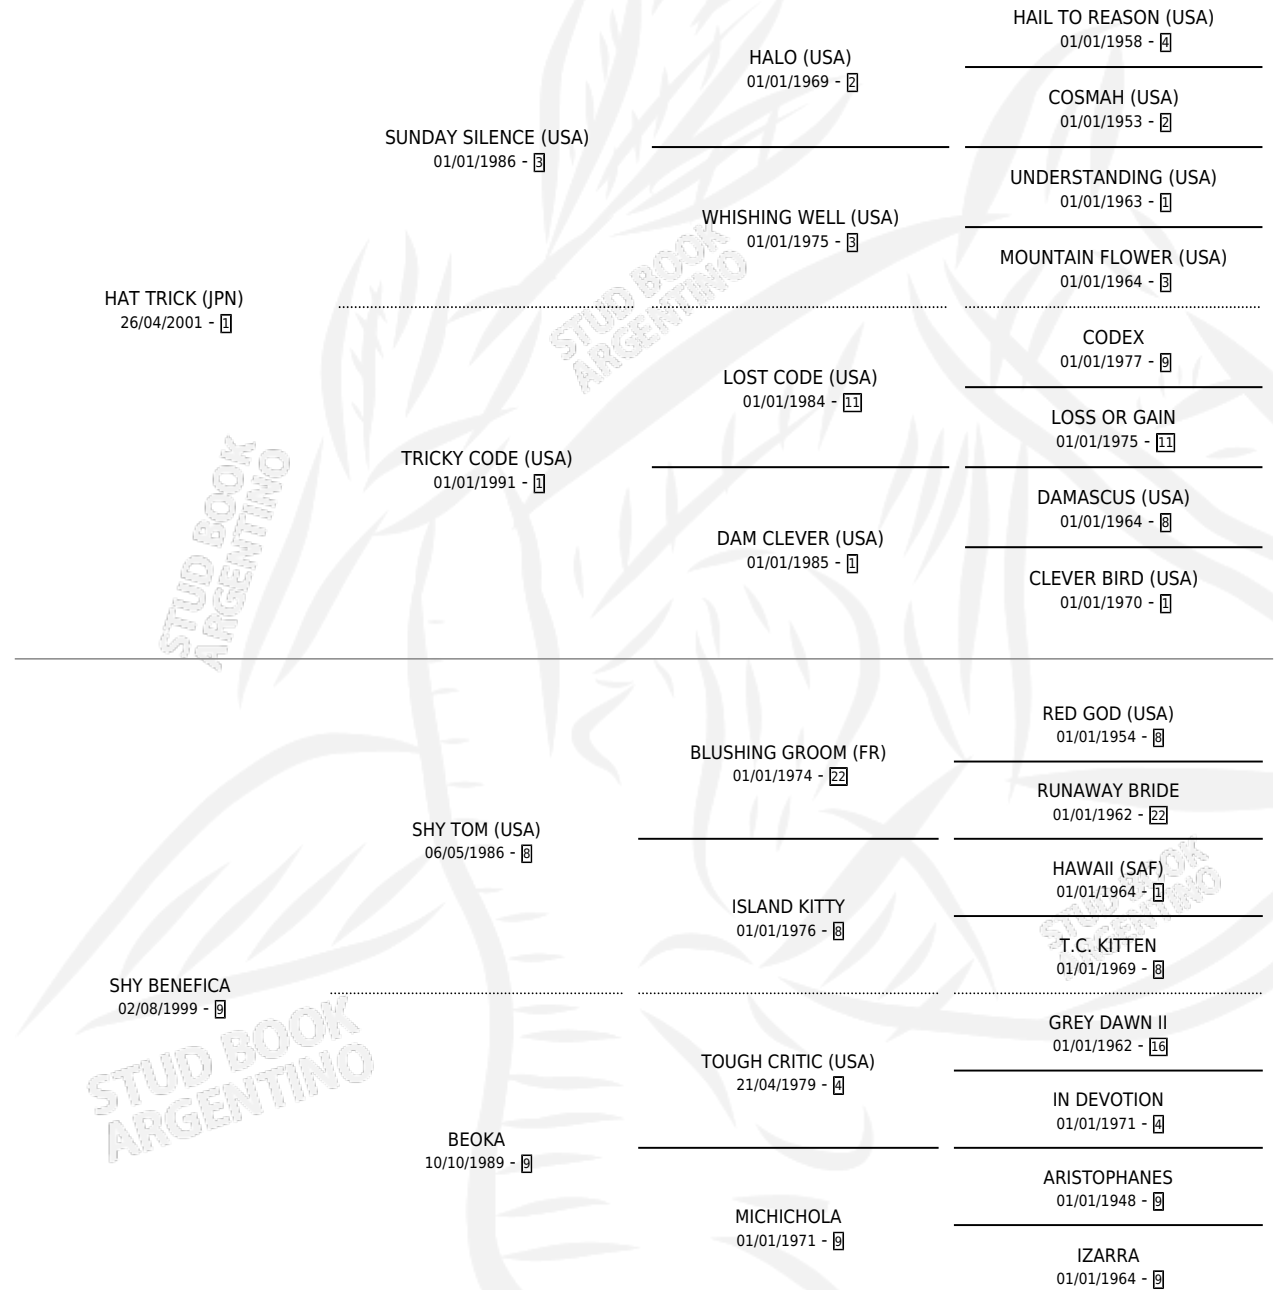 HAIL TO REASON (USA)
01/01/1958 - 4
HALO (USA)
01/01/1969 - 2
COSMAH (USA)
01/01/1953 - 2
SUNDAY SILENCE (USA)
01/01/1986 - 3
UNDERSTANDING (USA)
01/01/1963 - 1
WHISHING WELL (USA)
01/01/1975 - 3
MOUNTAIN FLOWER (USA)
01/01/1964 - 3
HAT TRICK (JPN)
26/04/2001 - 1
CODEX
01/01/1977 - 9
LOST CODE (USA)
01/01/1984 - 11
LOSS OR GAIN
01/01/1975 - 11
TRICKY CODE (USA)
01/01/1991 - 1
DAMASCUS (USA)
01/01/1964 - 8
DAM CLEVER (USA)
01/01/1985 - 1
CLEVER BIRD (USA)
01/01/1970 - 1
RED GOD (USA)
01/01/1954 - 8
BLUSHING GROOM (FR)
01/01/1974 - 22
RUNAWAY BRIDE
01/01/1962 - 22
SHY TOM (USA)
06/05/1986 - 8
HAWAII (SAF)
01/01/1964 - 1
ISLAND KITTY
01/01/1976 - 8
T.C. KITTEN
01/01/1969 - 8
SHY BENEFICA
02/08/1999 - 9
GREY DAWN II
01/01/1962 - 16
TOUGH CRITIC (USA)
21/04/1979 - 4
IN DEVOTION
01/01/1971 - 4
BEOKA
10/10/1989 - 9
ARISTOPHANES
01/01/1948 - 9
MICHICHOLA
01/01/1971 - 9
IZARRA
01/01/1964 - 9
STUD BOOK
ARGENTINO
STUD BOOK
ARGENTINO
STUD BOOK
ARGENTINO
STUD BOOK
ARGENTINO